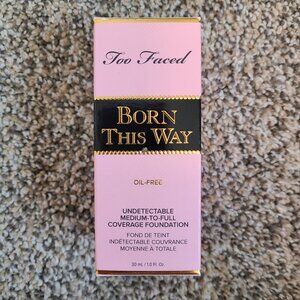 Too Faced
BORN
THIS WAY
OIL-FREE
UNDETECTABLE
MEDIUM-TO-FULL
COVERAGE FOUNDATION
FOND DE TEINT
INDÉTECTABLE COUVRANCE
MOYENNE À TOTALE
30 mL / 1.0 Fl. Oz.